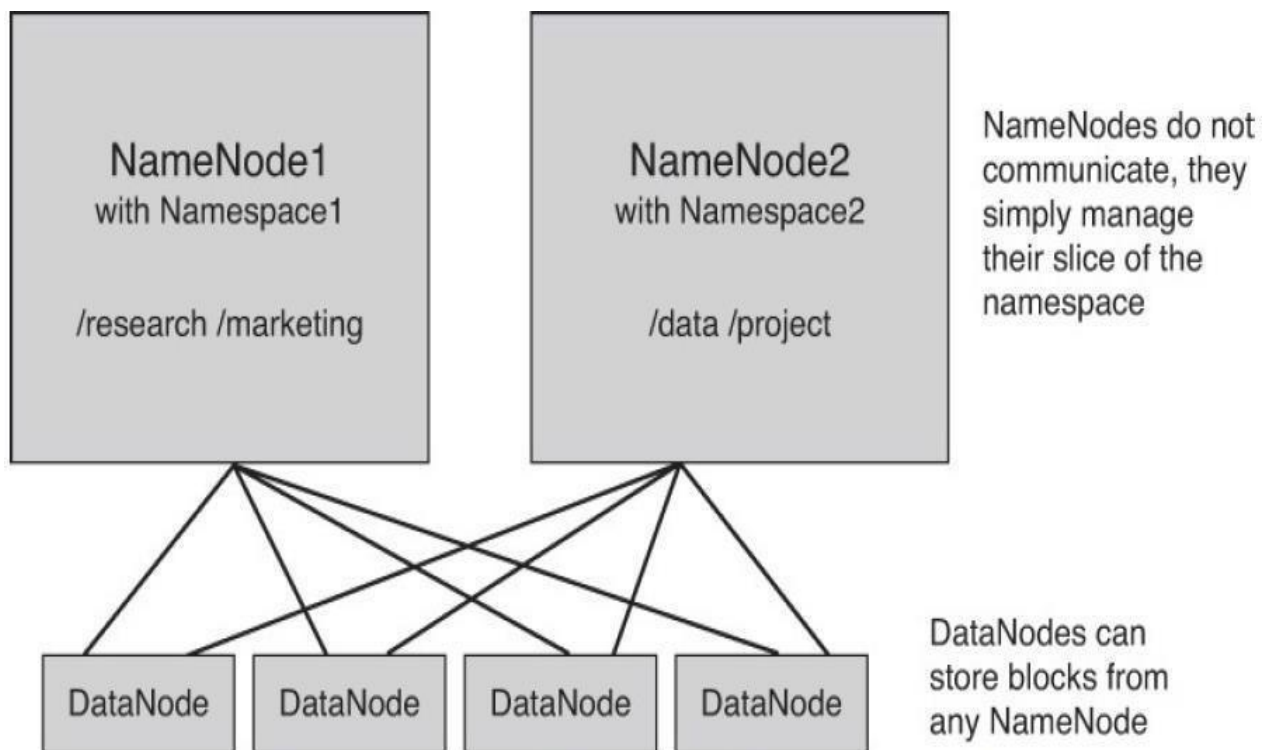 NameNode1
with Namespace1
/research /marketing
NameNode2
with Namespace2
/data /project
NameNodes do not
communicate, they
simply manage
their slice of the
namespace
DataNode
DataNode
DataNode
DataNode
DataNodes can
store blocks from
any NameNode